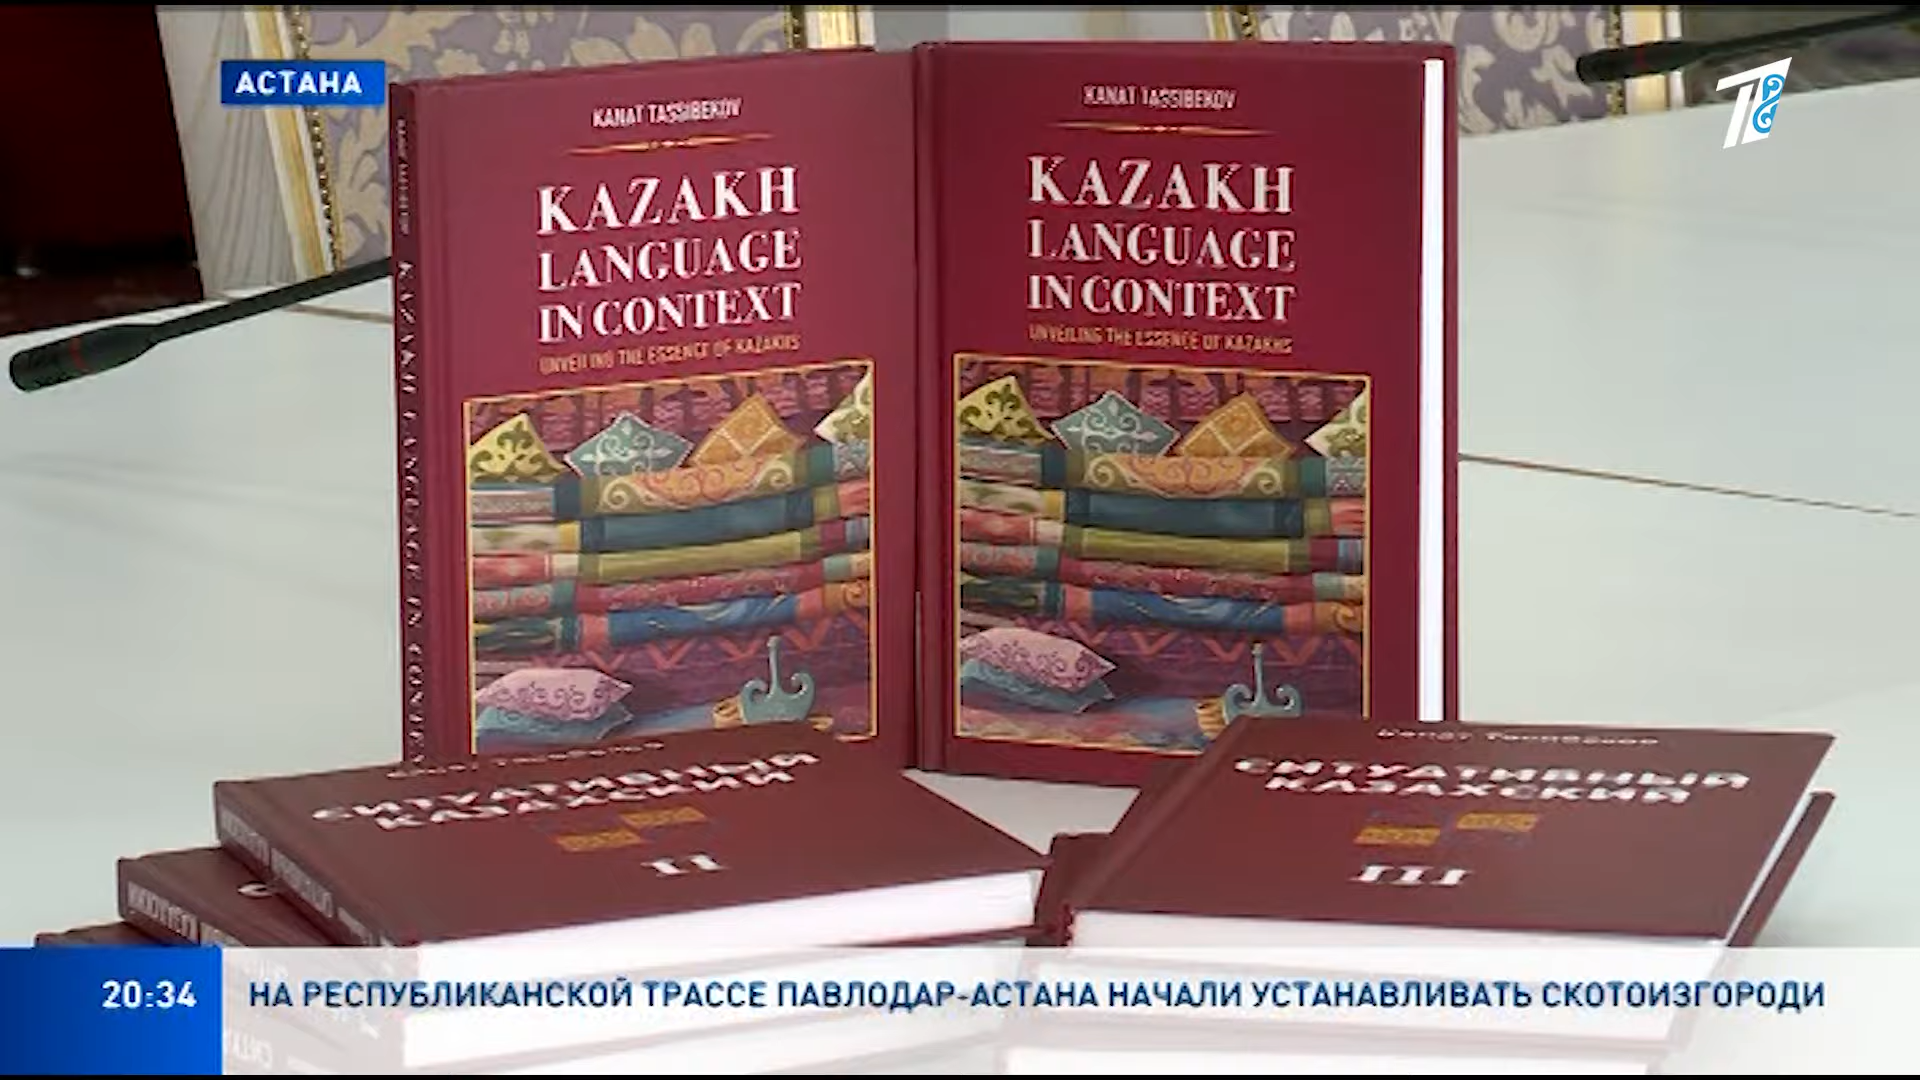 АСТАНА
KANAT TASSIBEKOV
KAZAKH
LANGUAGE
IN CONTEXT
UNVEILING THE ESSENCE OF KAZAKHS
KAZAKH LANGUAGE IN CONTEXT
KANAT TASSIBEKOV
KAZAKH
LANGUAGE
IN CONTEXT
UNVEILING THE ESSENCE OF KAZAKHS
СИТУАТИВНЫЙ
КАЗАХСКИЙ
II
Канат Тасибеков
СИТУАТИВНЫЙ
КАЗАХСКИЙ
III
20:34
НА РЕСПУБЛИКАНСКОЙ ТРАССЕ ПАВЛОДАР-АСТАНА НАЧАЛИ УСТАНАВЛИВАТЬ СКОТОИЗГОРОДИ